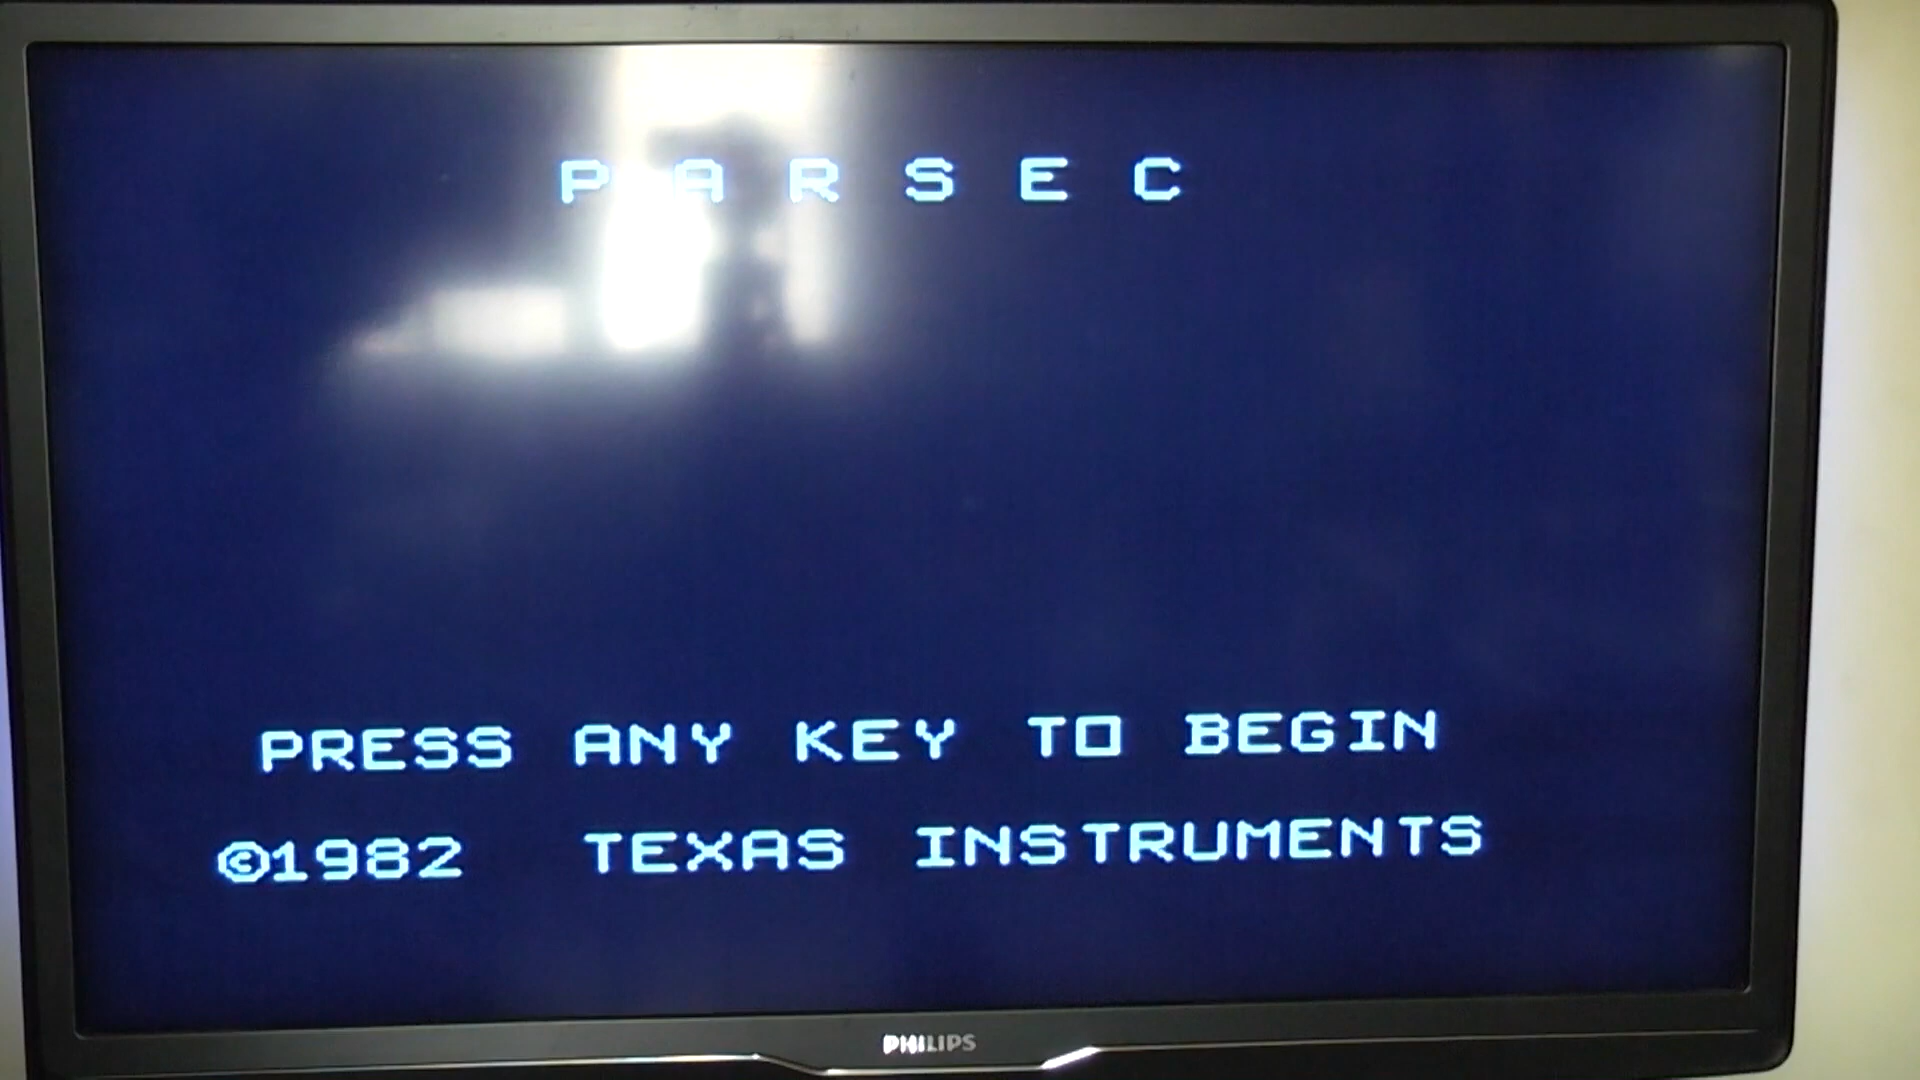 P A R S E C
PRESS ANY KEY TO BEGIN
©1982 TEXAS INSTRUMENTS
PHILIPS